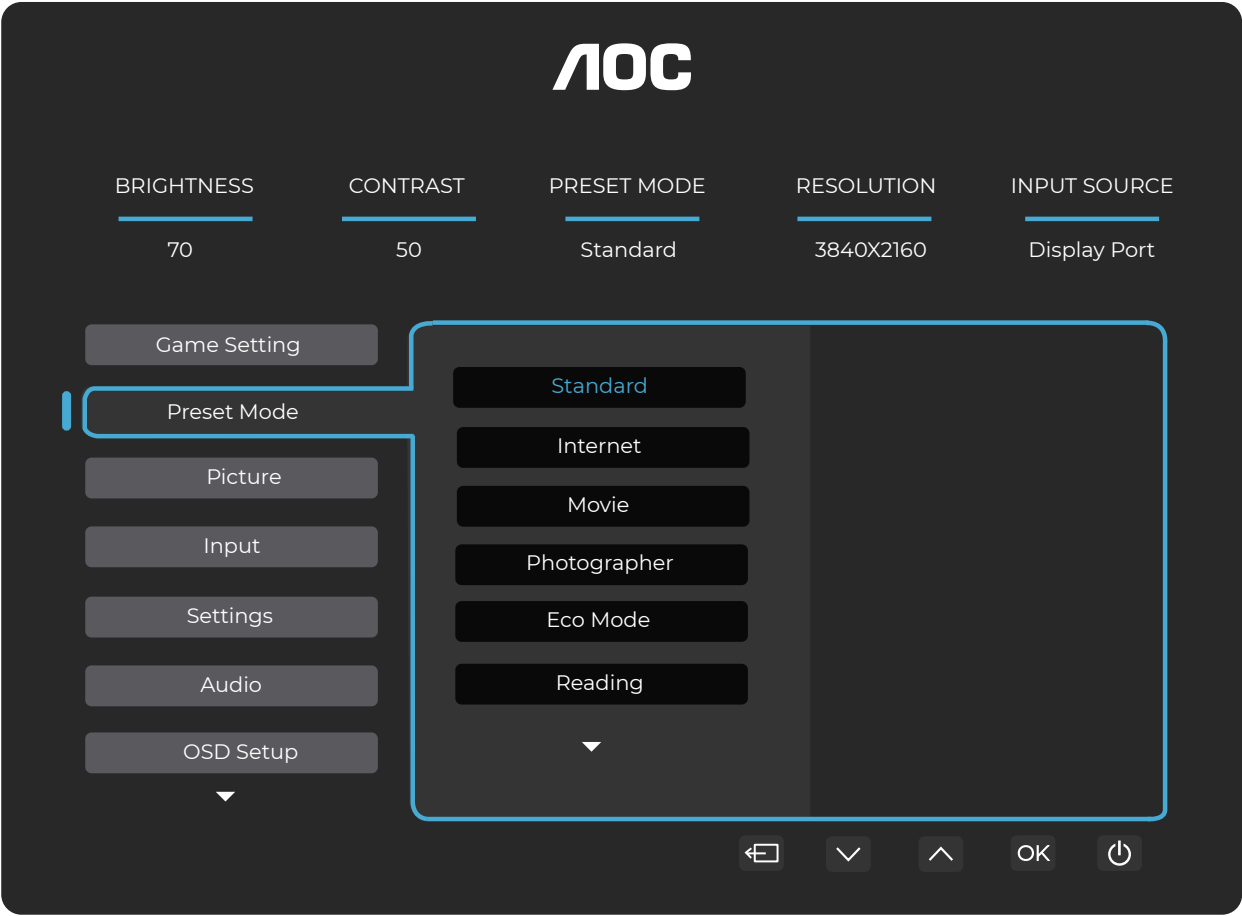 AOC
BRIGHTNESS CONTRAST PRESET MODE RESOLUTION INPUT SOURCE
70 50 Standard 3840X2160 Display Port
Game Setting
Preset Mode
Picture
Input
Settings
Audio
OSD Setup
Standard
Internet
Movie
Photographer
Eco Mode
Reading
OK